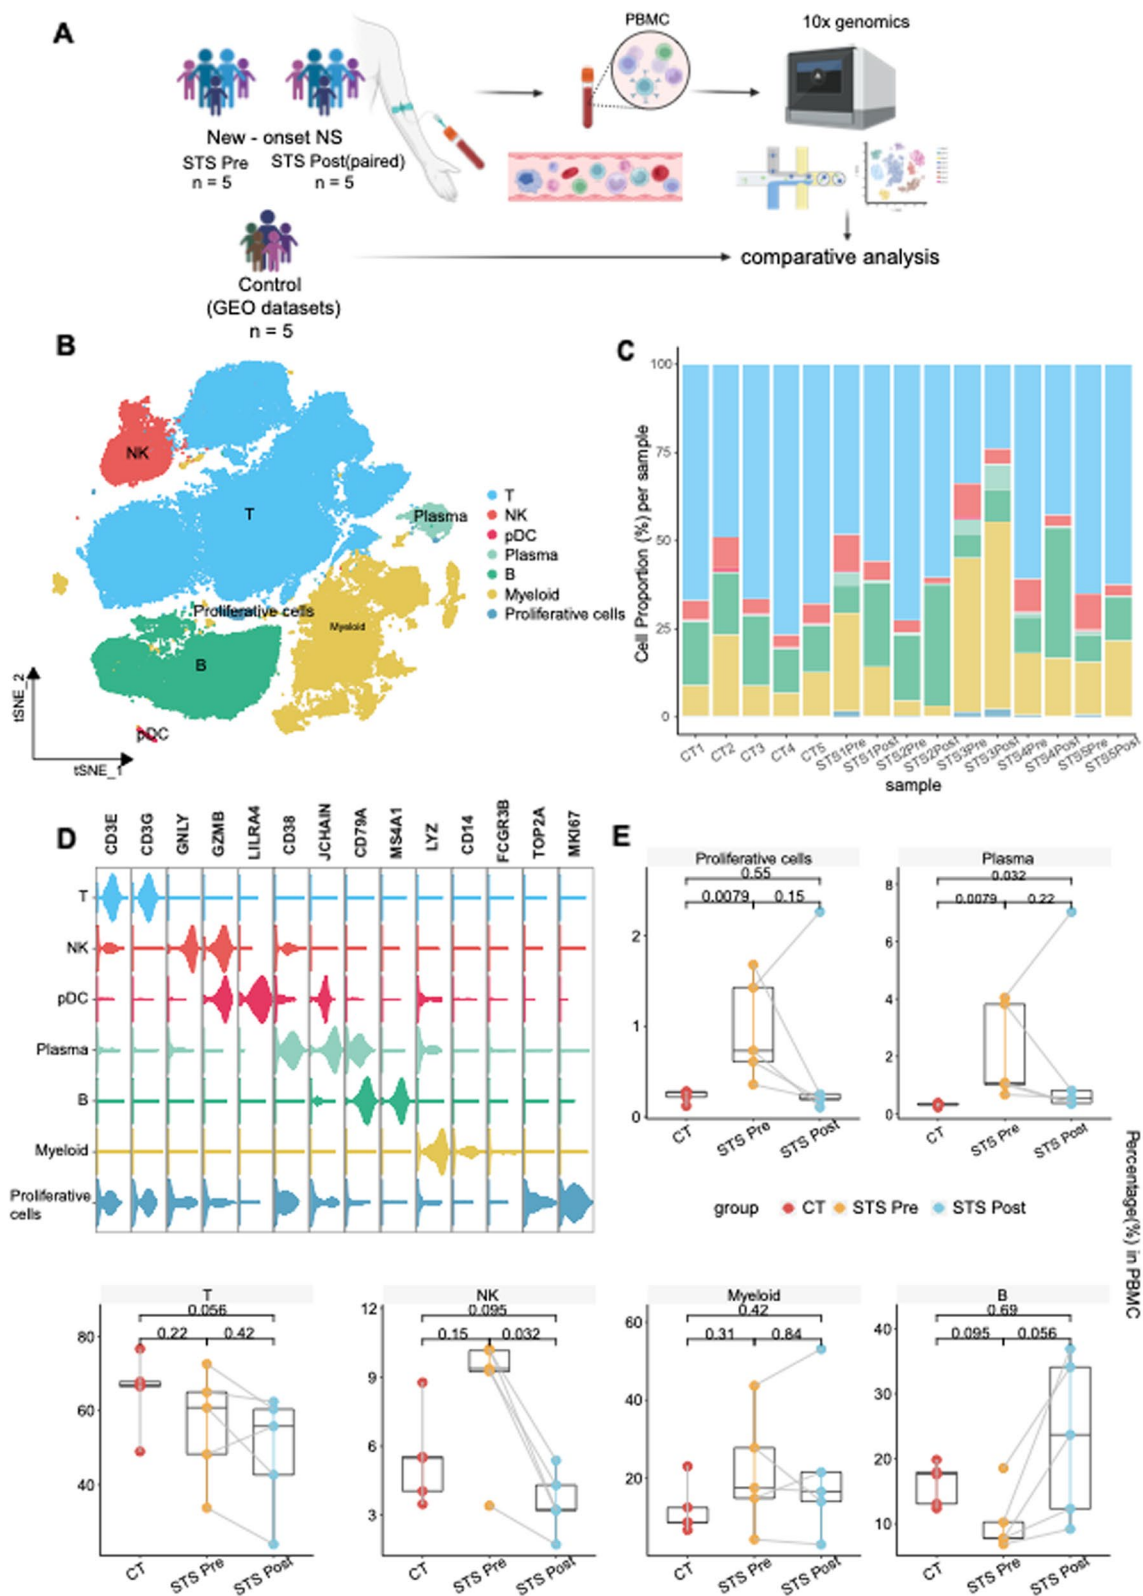 A
PBMC
10x genomics
New - onset NS
STS Pre
n = 5
STS Post(paired)
n = 5
comparative analysis
Control
(GEO datasets)
n = 5
B
NK
T
Plasma
Proliferative cells
Myeloid
B
pDC
tSNE_2
tSNE_1
T
NK
pDC
Plasma
B
Myeloid
Proliferative cells
C
Cell Proportion (%) per sample
100
75
50
25
0
CT1
CT2
CT3
CT4
CT5
STS1Pre
STS1Post
STS2Pre
STS2Post
STS3Pre
STS3Post
STS4Pre
STS4Post
STS5Pre
STS5Post
sample
D
CD3E
CD3G
GNLY
GZMB
LILRA4
CD38
JCHAIN
CD79A
MS4A1
LYZ
CD14
FCGR3B
TOP2A
MKI67
T
NK
pDC
Plasma
B
Myeloid
Proliferative
cells
E
Proliferative cells
0.55
0.0079
0.15
2
1
0
CT
STS Pre
STS Post
Plasma
0.032
0.0079
0.22
8
6
4
2
0
CT
STS Pre
STS Post
group
CT
STS Pre
STS Post
Percentage(%) in PBMC
T
0.056
0.22
0.42
80
60
40
CT
STS Pre
STS Post
NK
0.095
0.15
0.032
12
9
6
3
CT
STS Pre
STS Post
Myeloid
0.42
0.31
0.84
60
40
20
CT
STS Pre
STS Post
B
0.69
0.095
0.056
40
30
20
10
CT
STS Pre
STS Post